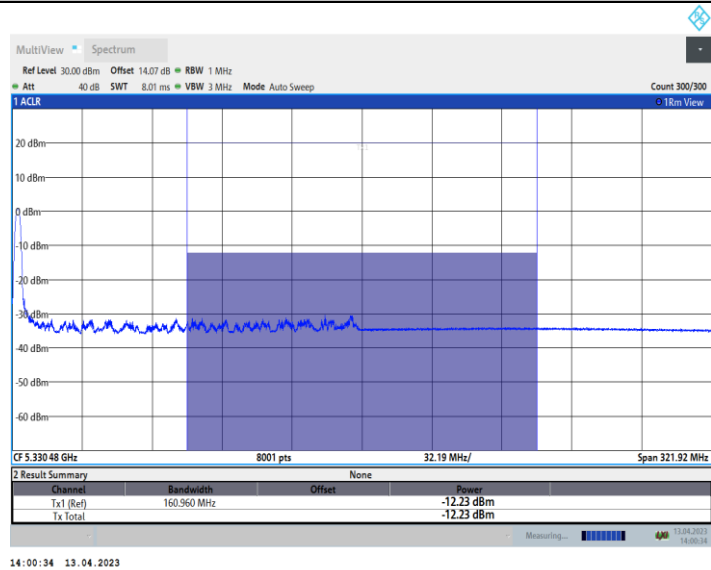 MultiView Spectrum
Ref Level 30.00 dBm Offset 14.07 dB RBW 1 MHz
Att 40 dB SWT 8.01 ms VBW 3 MHz Mode Auto Sweep Count 300/300
1 ACLR 1Rm View
20 dBm
10 dBm
0 dBm
-10 dBm
-20 dBm
-30 dBm
-40 dBm
-50 dBm
-60 dBm
CF 5.330 48 GHz 8001 pts 32.19 MHz/ Span 321.92 MHz
2 Result Summary None
Channel Bandwidth Offset Power
Tx1 (Ref) 160.960 MHz -12.23 dBm
Tx Total -12.23 dBm
Measuring... 13.04.2023
14:00:34
14:00:34 13.04.2023